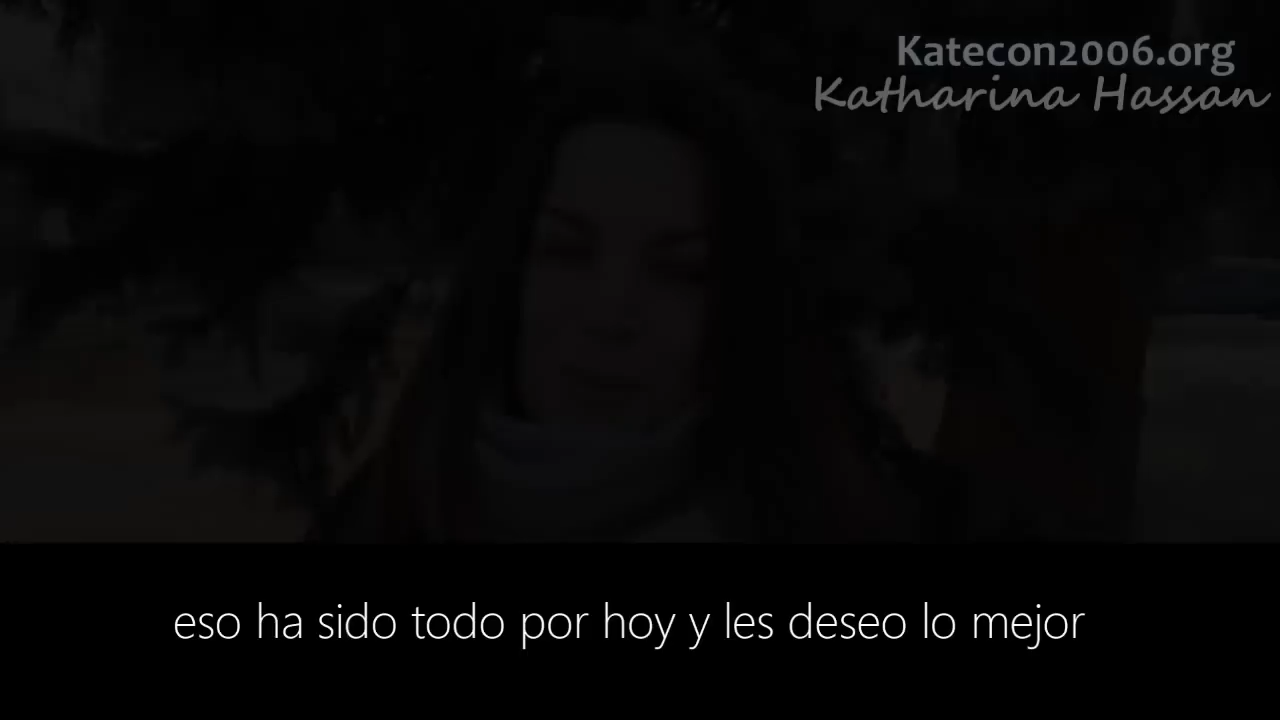 Katecon2006.org
Katharina Hassan
eso ha sido todo por hoy y les deseo lo mejor